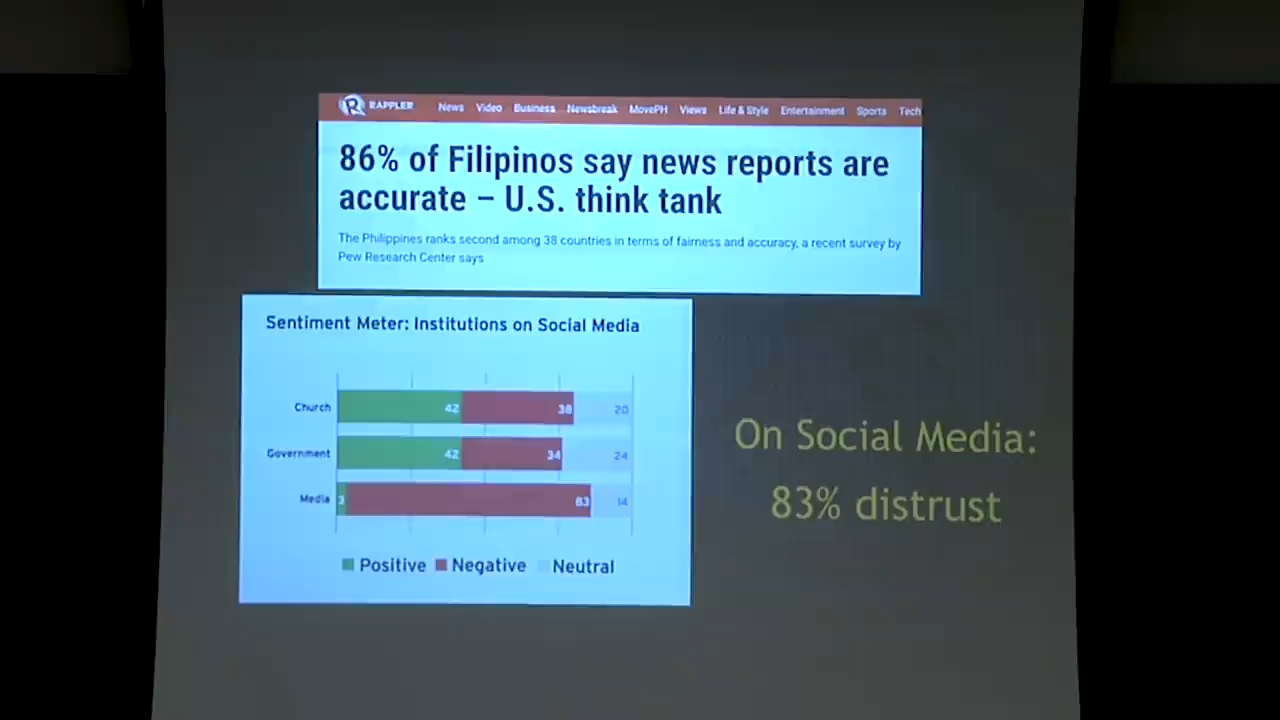 RAPPLER News Video Business Newsbreak MovePH Views Life & Style Entertainment Sports Tech
86% of Filipinos say news reports are
accurate – U.S. think tank
The Philippines ranks second among 38 countries in terms of fairness and accuracy, a recent survey by
Pew Research Center says
Sentiment Meter: Institutions on Social Media
Church 42 38 20
Government 42 34 24
Media 3 83 14
Positive Negative Neutral
On Social Media:
83% distrust